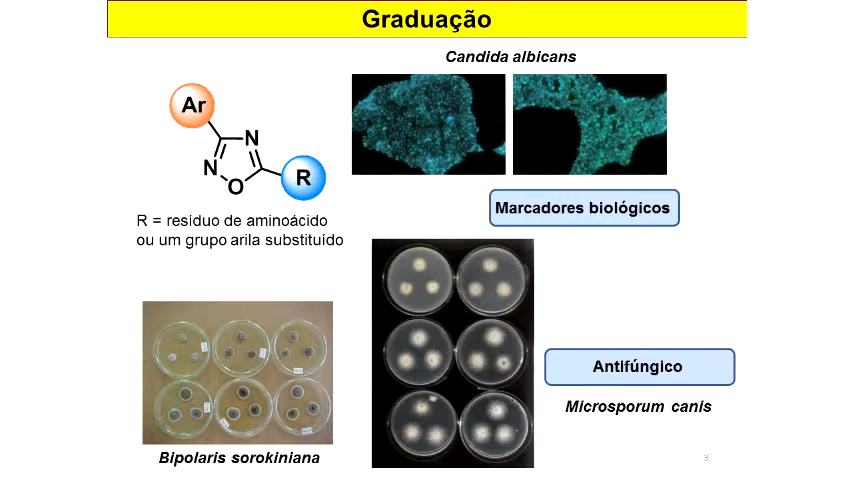 Graduação
Candida albicans
Ar
N
N
O
R
R = resíduo de aminoácido
ou um grupo arila substituído
Marcadores biológicos
Antifúngico
Microsporum canis
Bipolaris sorokiniana
3